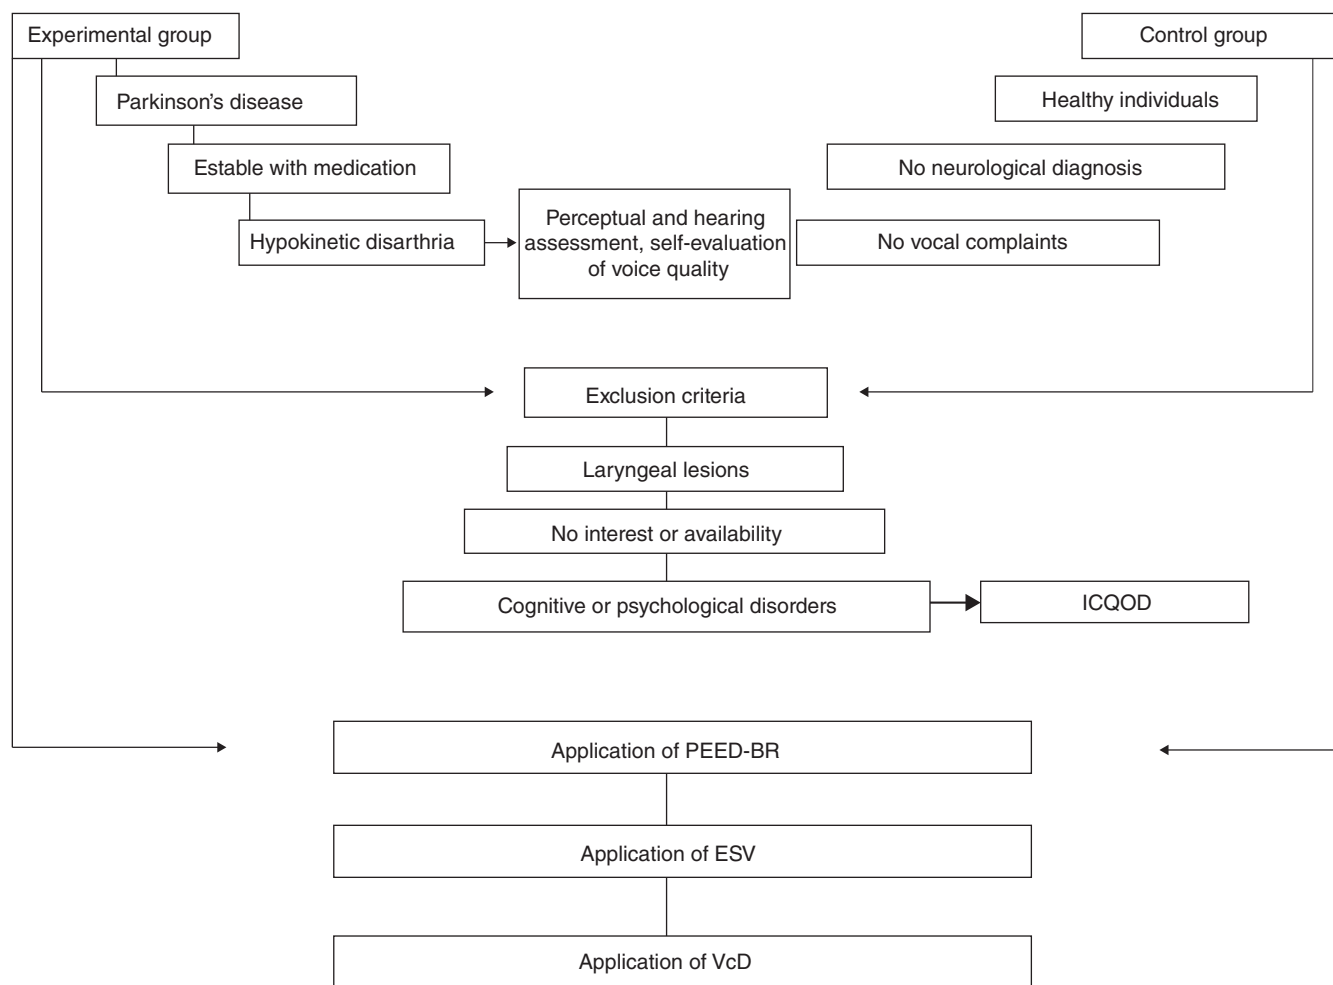 Experimental group
Control group
Parkinson's disease
Healthy individuals
Estable with medication
No neurological diagnosis
Hypokinetic disarthria
Perceptual and hearing
assessment, self-evaluation
of voice quality
No vocal complaints
Exclusion criteria
Laryngeal lesions
No interest or availability
Cognitive or psychological disorders
ICQOD
Application of PEED-BR
Application of ESV
Application of VcD